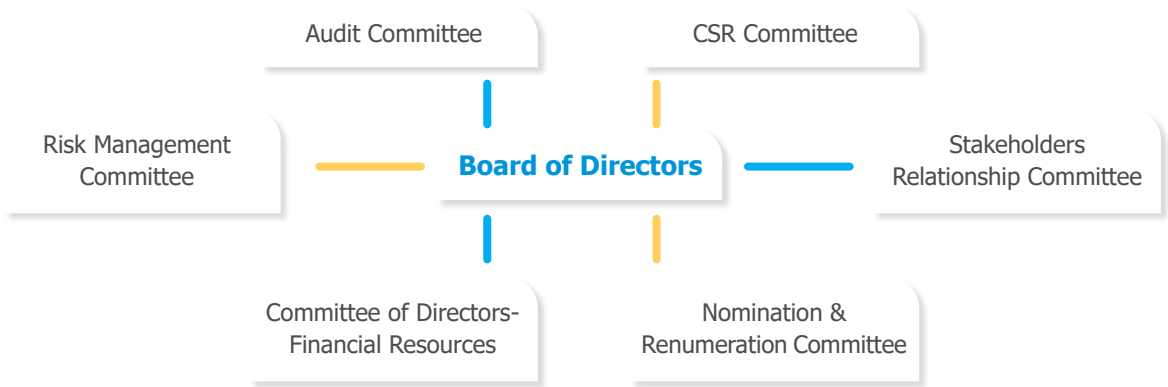 Audit Committee
CSR Committee
Risk Management
Committee
Board of Directors
Stakeholders
Relationship Committee
Committee of Directors-
Financial Resources
Nomination &
Renumeration Committee